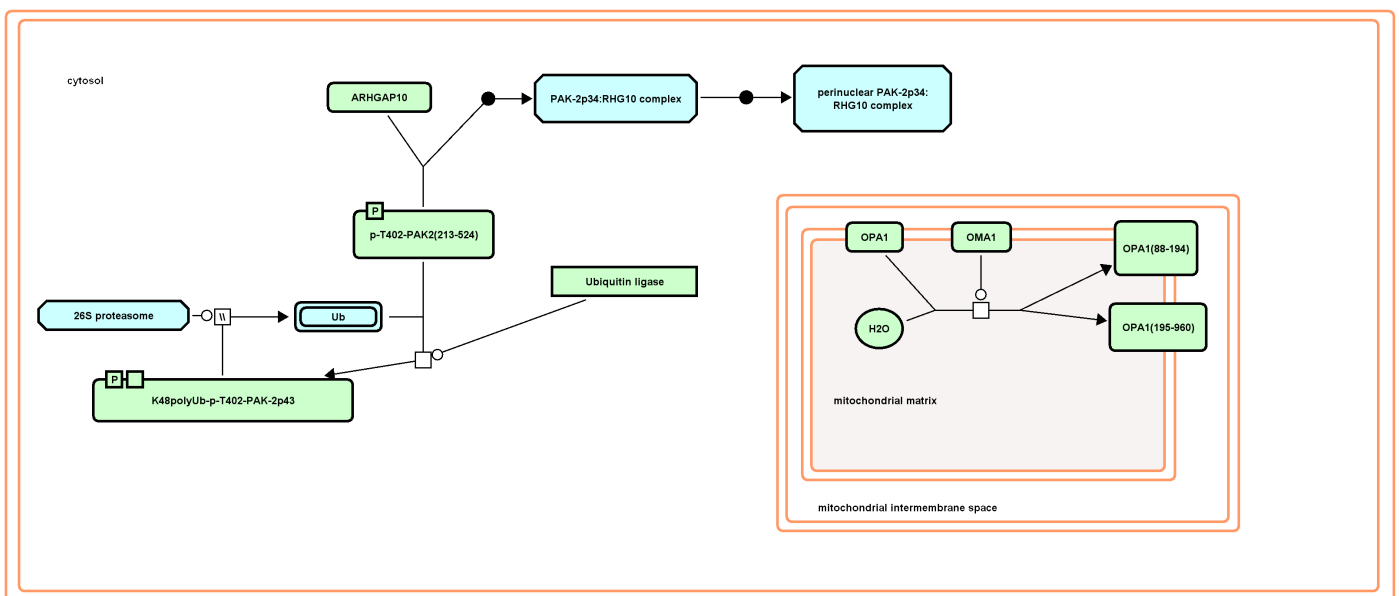 cytosol
ARHGAP10
PAK-2p34:RHG10 complex
perinuclear PAK-2p34:
RHG10 complex
P
p-T402-PAK2(213-524)
OPA1
OMA1
OPA1(88-194)
Ubiquitin ligase
26S proteasome
\\
Ub
H2O
OPA1(195-960)
P
K48polyUb-p-T402-PAK-2p43
mitochondrial matrix
mitochondrial intermembrane space